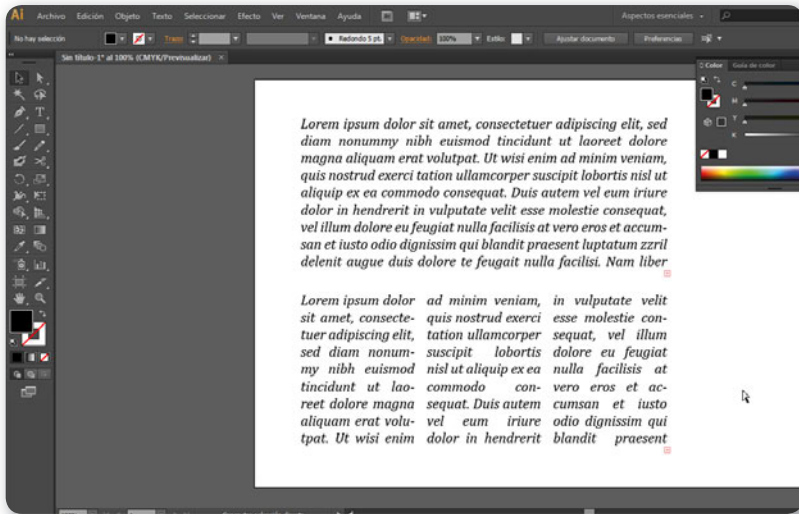 Ai Archivo Edición Objeto Texto Seleccionar Efecto Ver Ventana Ayuda Aspectos esenciales
No hay selección Trazo: Redondo 5 pt. Opacidad: 100% Estilo: Ajustar documento Preferencias
Sin título-1* al 100% (CMYK/Previsualizar) ×
Color Guía de color
C
M
Y
K
Lorem ipsum dolor sit amet, consectetuer adipiscing elit, sed
diam nonummy nibh euismod tincidunt ut laoreet dolore
magna aliquam erat volutpat. Ut wisi enim ad minim veniam,
quis nostrud exerci tation ullamcorper suscipit lobortis nisl ut
aliquip ex ea commodo consequat. Duis autem vel eum iriure
dolor in hendrerit in vulputate velit esse molestie consequat,
vel illum dolore eu feugiat nulla facilisis at vero eros et accum-
san et iusto odio dignissim qui blandit praesent luptatum zzril
delenit augue duis dolore te feugait nulla facilisi. Nam liber
Lorem ipsum dolor
sit amet, consecte-
tuer adipiscing elit,
sed diam nonum-
my nibh euismod
tincidunt ut lao-
reet dolore magna
aliquam erat volu-
tpat. Ut wisi enim
ad minim veniam,
quis nostrud exerci
tation ullamcorper
suscipit lobortis
nisl ut aliquip ex ea
commodo con-
sequat. Duis autem
vel eum iriure
dolor in hendrerit
in vulputate velit
esse molestie con-
sequat, vel illum
dolore eu feugiat
nulla facilisis at
vero eros et ac-
cumsan et iusto
odio dignissim qui
blandit praesent